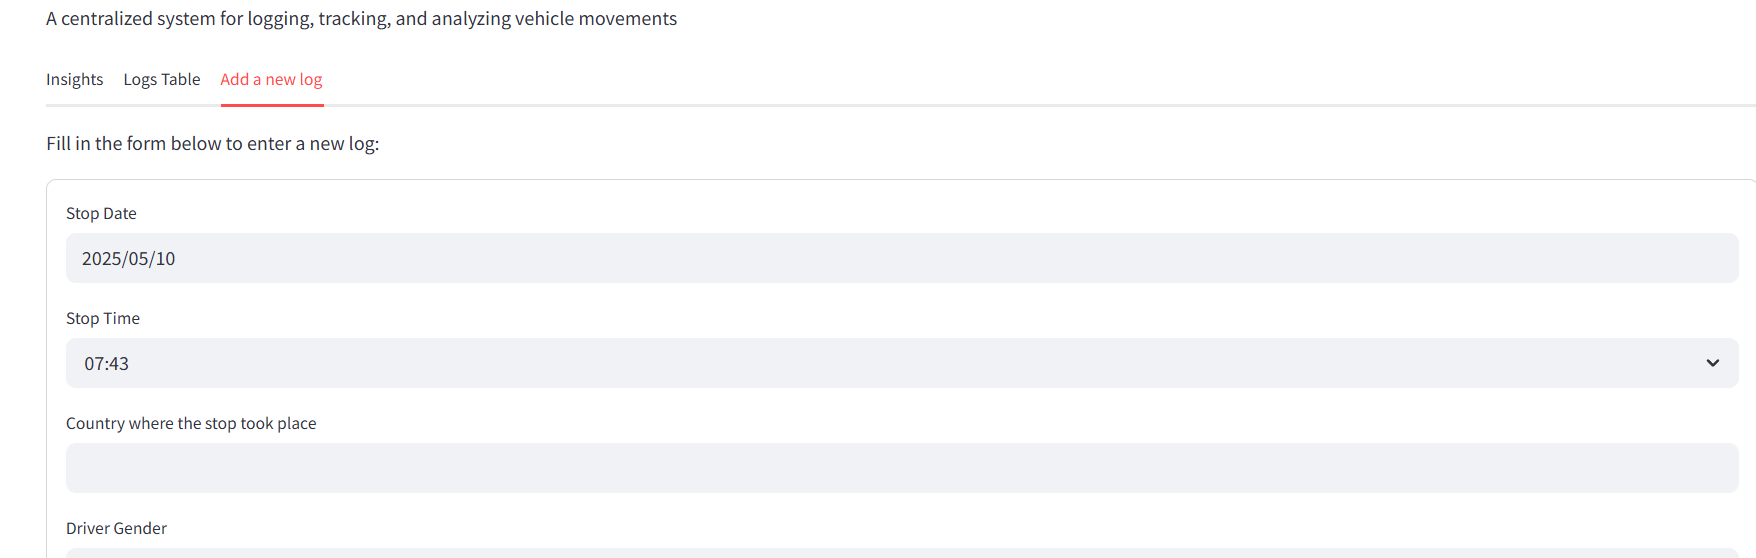 A centralized system for logging, tracking, and analyzing vehicle movements
Insights Logs Table Add a new log
Fill in the form below to enter a new log:
Stop Date
2025/05/10
Stop Time
07:43
Country where the stop took place
Driver Gender